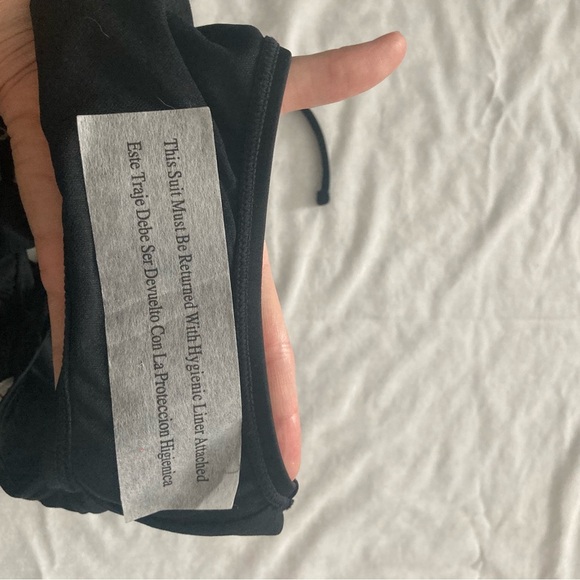 This Suit Must Be Returned With Hygienic Liner Attached
Este Traje Debe Ser Devuelto Con La Proteccion Higienica